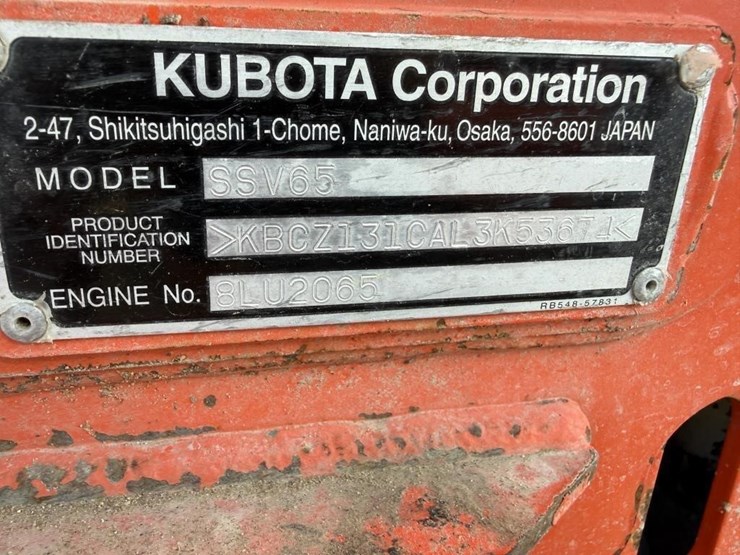 KUBOTA Corporation
2-47, Shikitsuhigashi 1-Chome, Naniwa-ku, Osaka, 556-8601 JAPAN
MODEL SSV65
PRODUCT
IDENTIFICATION
NUMBER >KBCZ131CAL3K53671<
ENGINE No. 8LU2065
RB548-57831